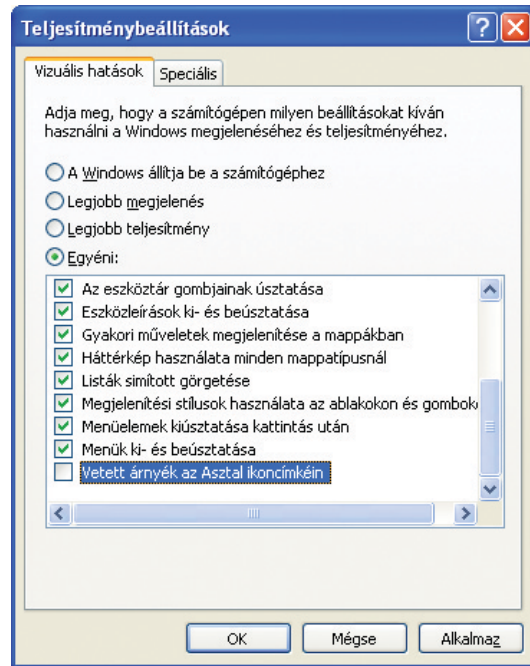 Teljesítménybeállítások
Vizuális hatások
Speciális
Adja meg, hogy a számítógépen milyen beállításokat kíván
használni a Windows megjelenéséhez és teljesítményéhez.
A Windows állítja be a számítógéphez
Legjobb megjelenés
Legjobb teljesítmény
Egyéni:
Az eszköztár gombjainak úsztatása
Eszközleírások ki- és beúsztatása
Gyakori műveletek megjelenítése a mappákban
Háttérkép használata minden mappatípusnál
Listák simított görgetése
Megjelenítési stílusok használata az ablakokon és gomboko
Menüelemek kiúsztatása kattintás után
Menük ki- és beúsztatása
Vetett árnyék az Asztal ikoncímkéin
OK
Mégse
Alkalmaz